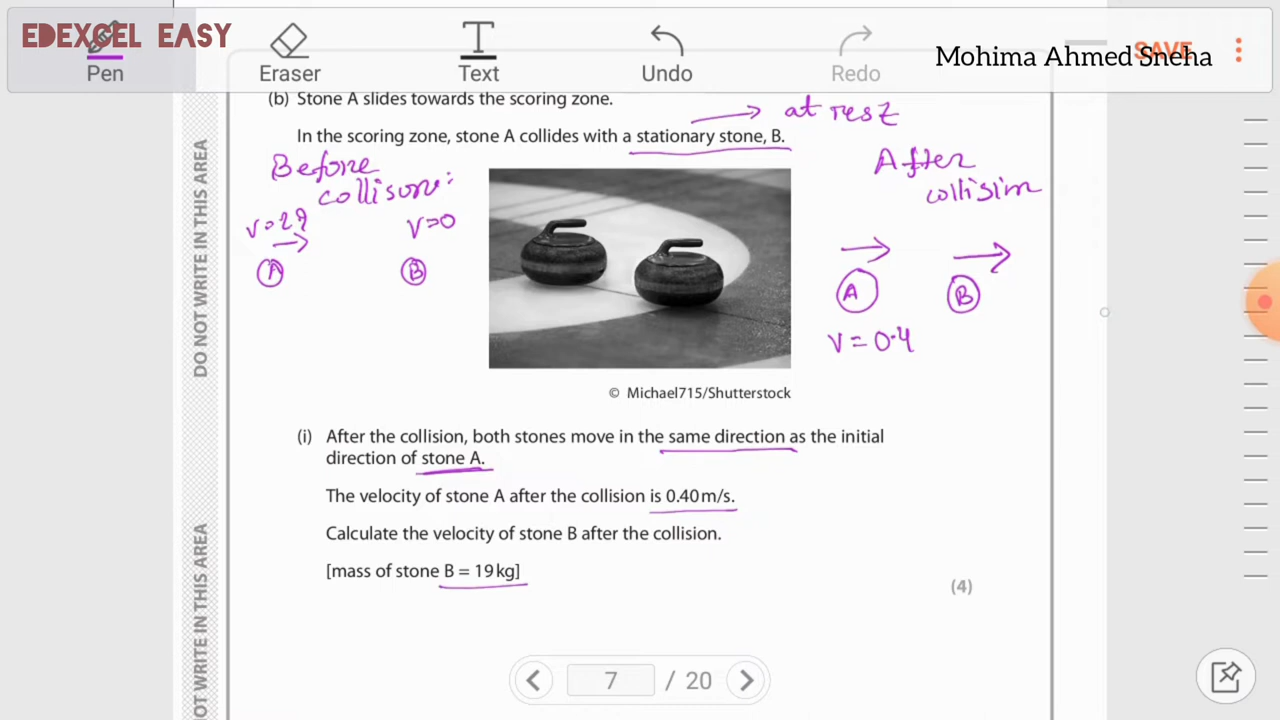 EDEXCEL EASY
Pen
Eraser
Text
Undo
Redo
SAVE
Mohima Ahmed Sneha
(b) Stone A slides towards the scoring zone.
In the scoring zone, stone A collides with a stationary stone, B.
at rest
Before
collison:
v=2.9
A
v=0
B
After
collisim
A
B
v = 0.4
© Michael715/Shutterstock
(i) After the collision, both stones move in the same direction as the initial
direction of stone A.
The velocity of stone A after the collision is 0.40 m/s.
Calculate the velocity of stone B after the collision.
[mass of stone B = 19 kg]
(4)
7 / 20
DO NOT WRITE IN THIS AREA
NOT WRITE IN THIS AREA